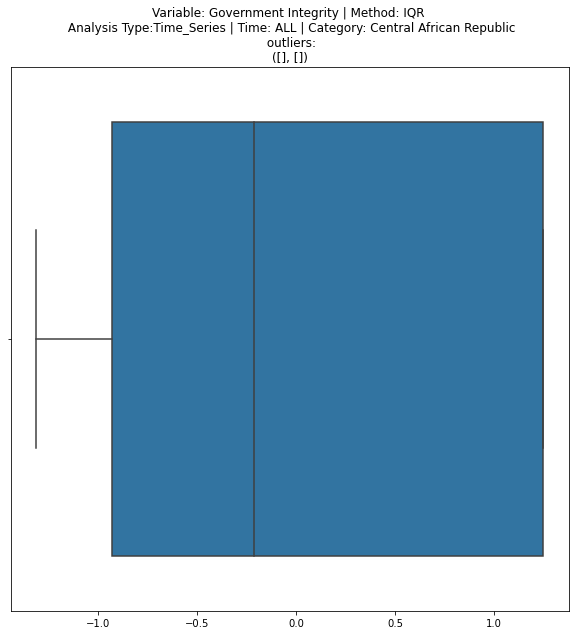 Variable: Government Integrity | Method: IQR
Analysis Type:Time_Series | Time: ALL | Category: Central African Republic
outliers:
([], [])
−1.0 −0.5 0.0 0.5 1.0